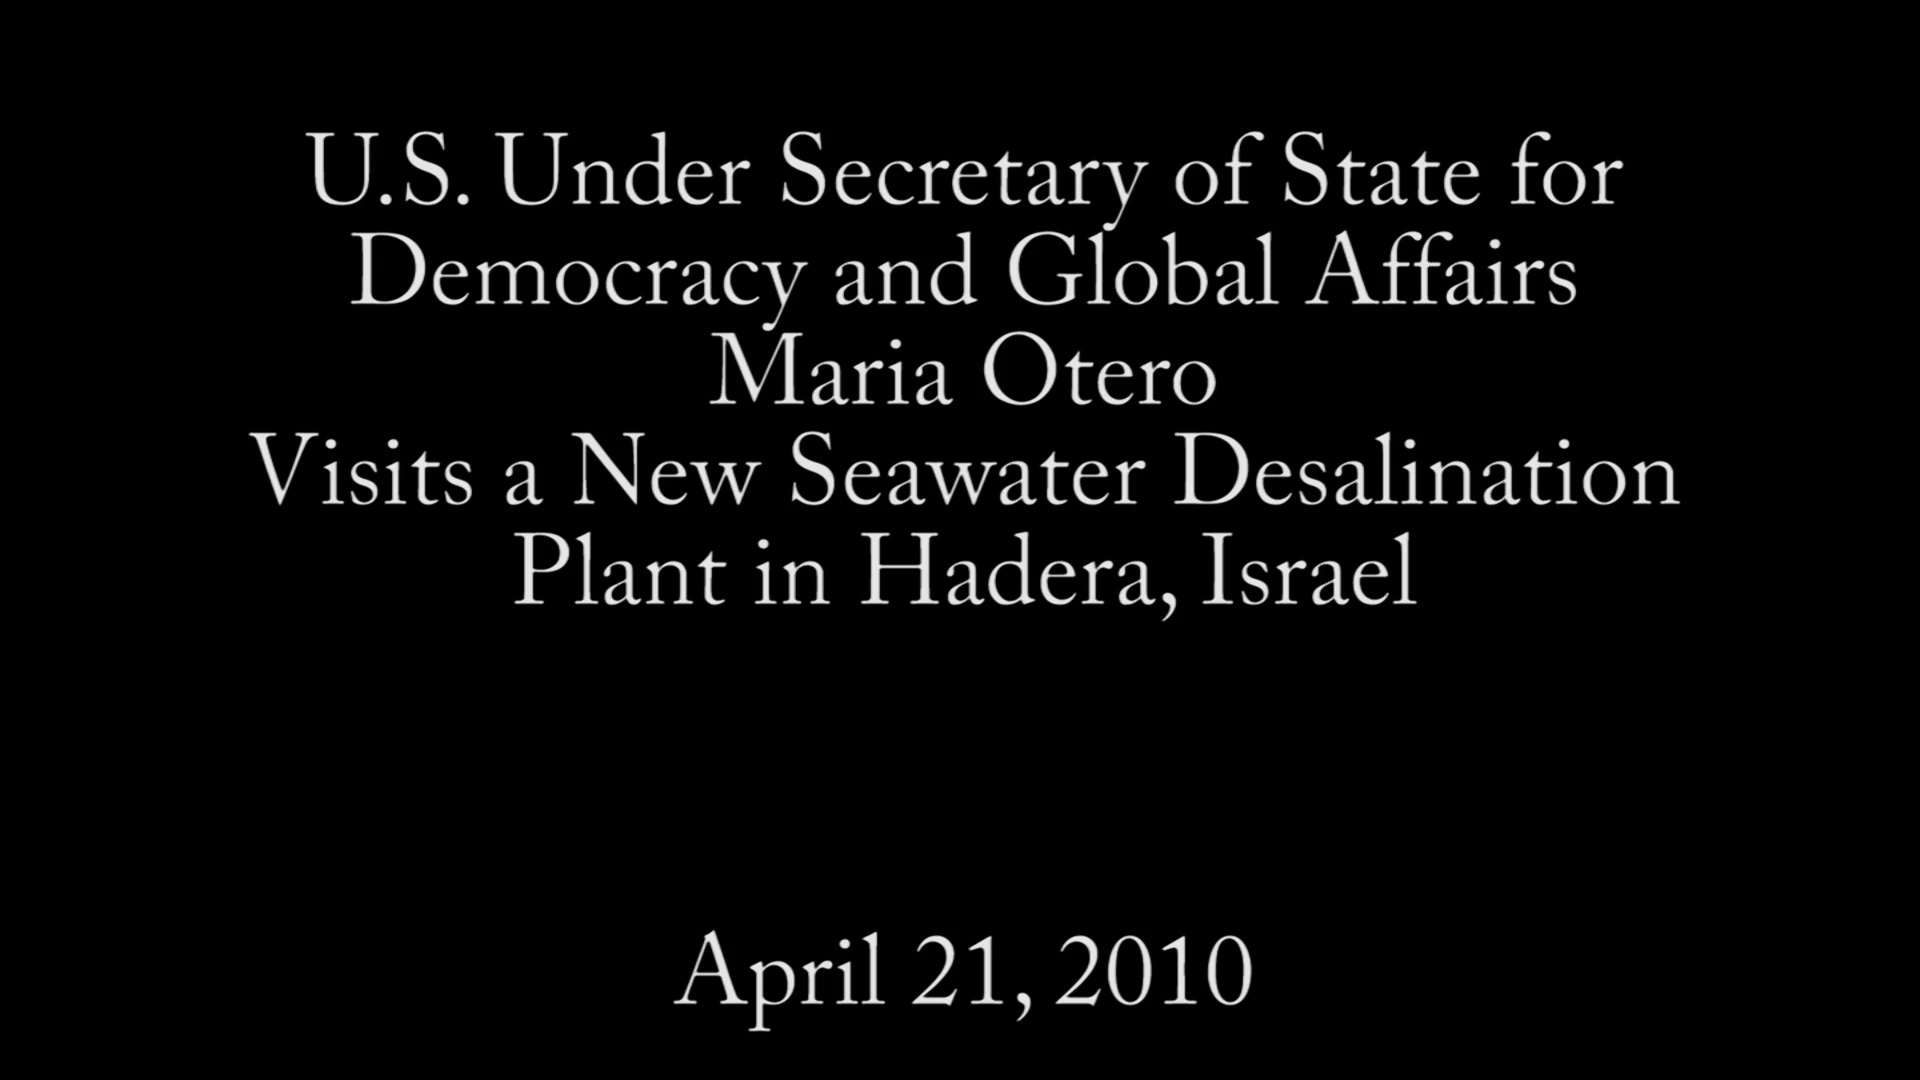 U.S. Under Secretary of State for
Democracy and Global Affairs
Maria Otero
Visits a New Seawater Desalination
Plant in Hadera, Israel
April 21, 2010